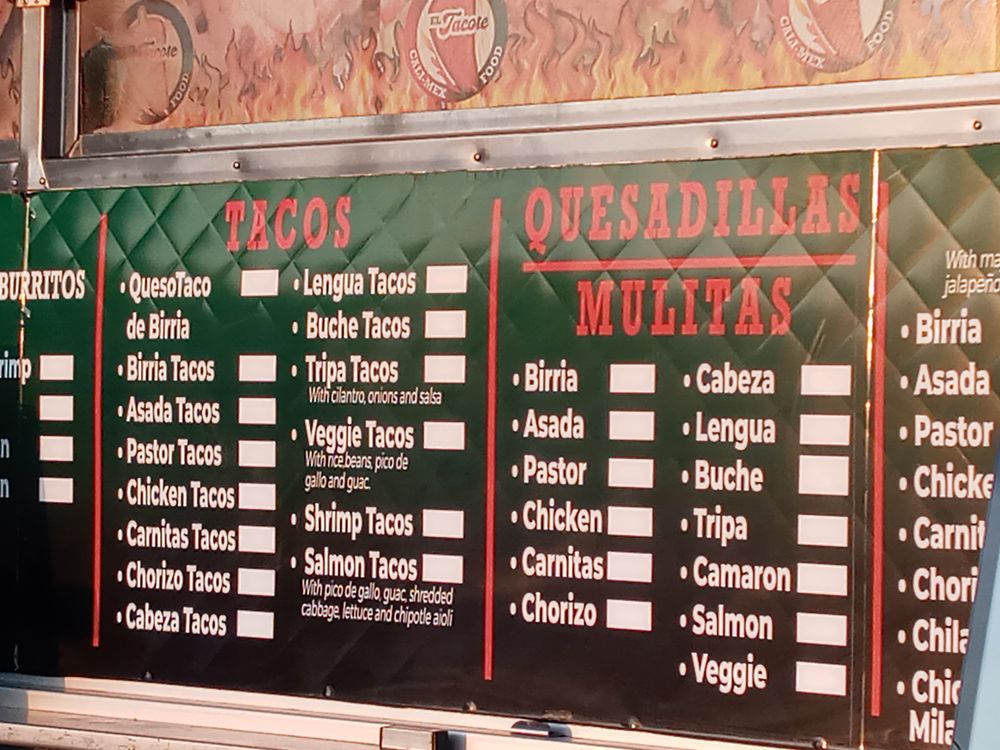 Tacote
FOOD
EL Tacote
CALI-MEX FOOD
CALI-MEX FOOD
BURRITOS
TACOS
• QuesoTaco
de Birria
• Birria Tacos
• Asada Tacos
• Pastor Tacos
• Chicken Tacos
• Carnitas Tacos
• Chorizo Tacos
• Cabeza Tacos
• Lengua Tacos
• Buche Tacos
• Tripa Tacos
With cilantro, onions and salsa
• Veggie Tacos
With rice, beans, pico de
gallo and guac.
• Shrimp Tacos
• Salmon Tacos
With pico de gallo, guac, shredded
cabbage, lettuce and chipotle aioli
QUESADILLAS
MULITAS
• Birria
• Asada
• Pastor
• Chicken
• Carnitas
• Chorizo
• Cabeza
• Lengua
• Buche
• Tripa
• Camaron
• Salmon
• Veggie
With
• Birria
• Asada
• Pastor